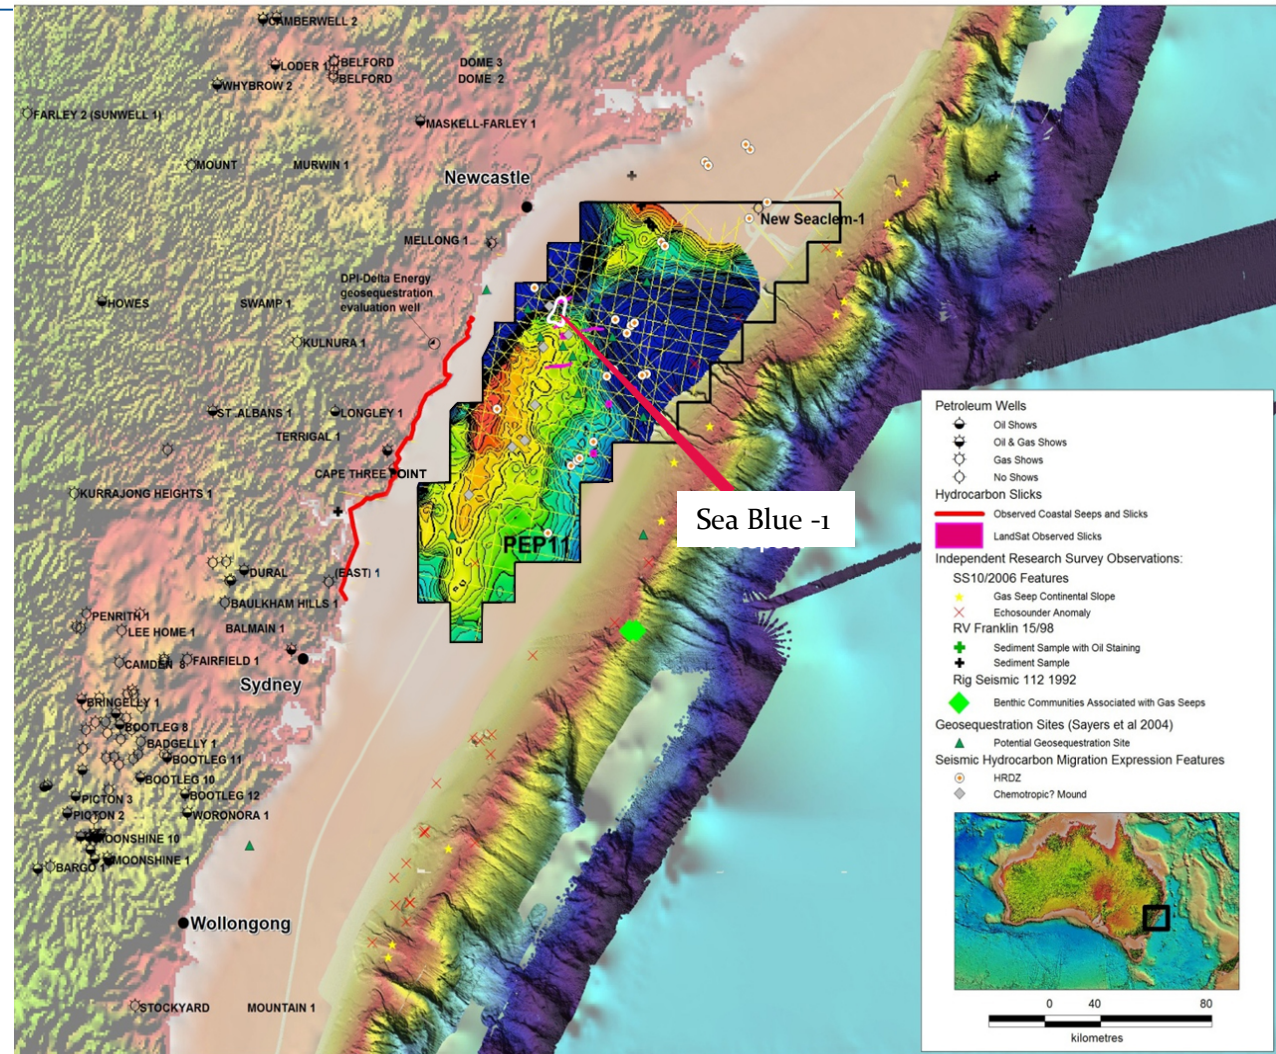 CAMBERWELL 2
LODER 1
BELFORD
DOME 3
BELFORD
DOME 2
WHYBROW 2
FARLEY 2 (SUNWELL 1)
MASKELL-FARLEY 1
MOUNT
MURWIN 1
Newcastle
New Seaclem-1
MELLONG 1
DPI-Delta Energy
geosequestration
evaluation well
HOWES
SWAMP 1
KULNURA 1
ST .ALBANS 1
LONGLEY 1
TERRIGAL 1
CAPE THREE POINT
KURRAJONG HEIGHTS 1
Sea Blue -1
PEP11
DURAL
(EAST) 1
BAULKHAM HILLS 1
PENRITH 1
LEE HOME 1
BALMAIN 1
CAMDEN 8
FAIRFIELD 1
Sydney
BRINGELLY 1
BOOTLEG 8
BADGELLY 1
BOOTLEG 11
BOOTLEG 10
PICTON 3
BOOTLEG 12
PICTON 2
WORONORA 1
MOONSHINE 10
MOONSHINE 1
BARGO 1
Wollongong
STOCKYARD
MOUNTAIN 1
Petroleum Wells
Oil Shows
Oil & Gas Shows
Gas Shows
No Shows
Hydrocarbon Slicks
Observed Coastal Seeps and Slicks
LandSat Observed Slicks
Independent Research Survey Observations:
SS10/2006 Features
Gas Seep Continental Slope
Echosounder Anomaly
RV Franklin 15/98
Sediment Sample with Oil Staining
Sediment Sample
Rig Seismic 112 1992
Benthic Communities Associated with Gas Seeps
Geosequestration Sites (Sayers et al 2004)
Potential Geosequestration Site
Seismic Hydrocarbon Migration Expression Features
HRDZ
Chemotropic? Mound
0 40 80
kilometres